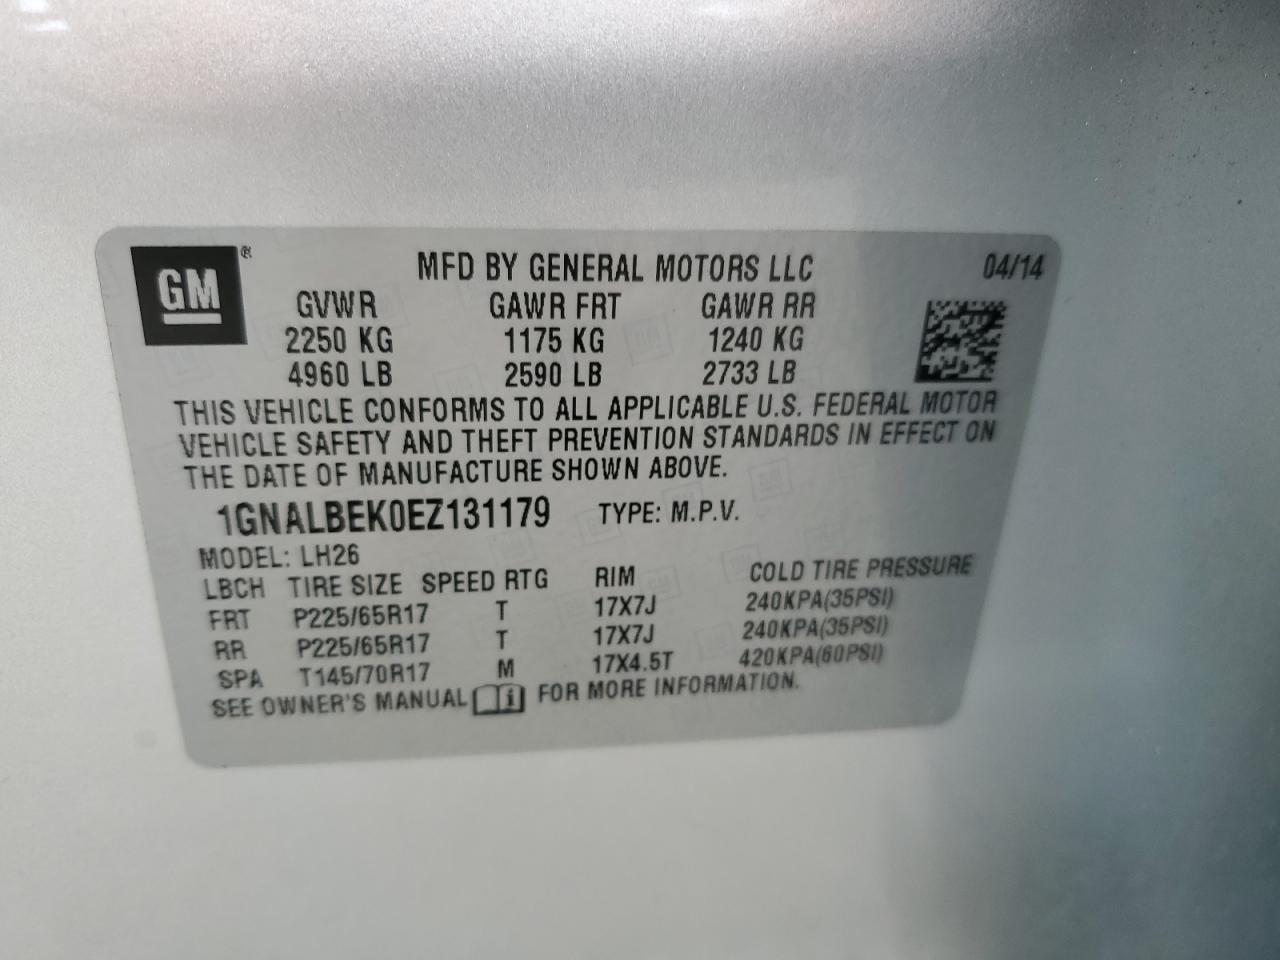 GM ®
MFD BY GENERAL MOTORS LLC 04/14
GVWR GAWR FRT GAWR RR
2250 KG 1175 KG 1240 KG
4960 LB 2590 LB 2733 LB
THIS VEHICLE CONFORMS TO ALL APPLICABLE U.S. FEDERAL MOTOR
VEHICLE SAFETY AND THEFT PREVENTION STANDARDS IN EFFECT ON
THE DATE OF MANUFACTURE SHOWN ABOVE.
1GNALBEK0EZ131179 TYPE: M.P.V.
MODEL: LH26
LBCH TIRE SIZE SPEED RTG RIM COLD TIRE PRESSURE
FRT P225/65R17 T 17X7J 240KPA(35PSI)
RR P225/65R17 T 17X7J 240KPA(35PSI)
SPA T145/70R17 M 17X4.5T 420KPA(60PSI)
SEE OWNER'S MANUAL i FOR MORE INFORMATION.